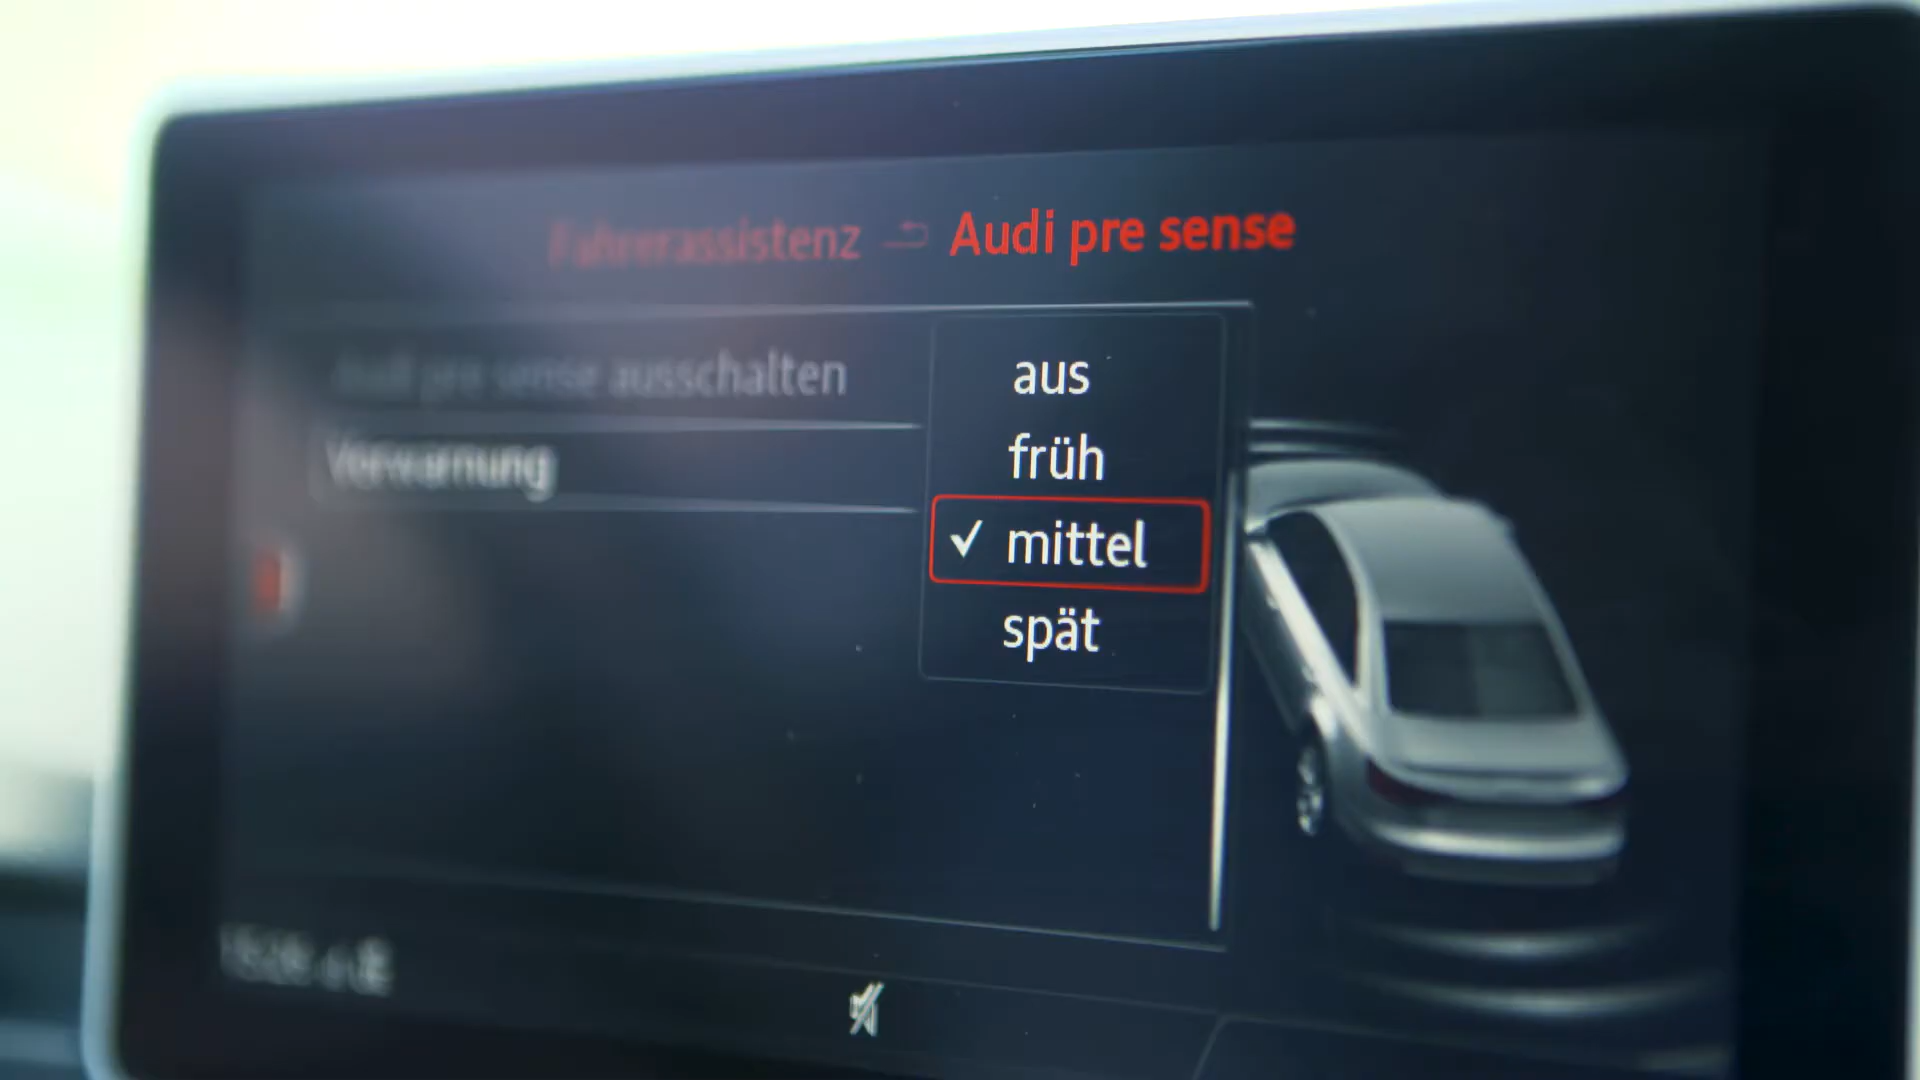 Fahrerassistenz Audi pre sense
Audi pre sense ausschalten
Vorwarnung
aus
früh
✓ mittel
spät